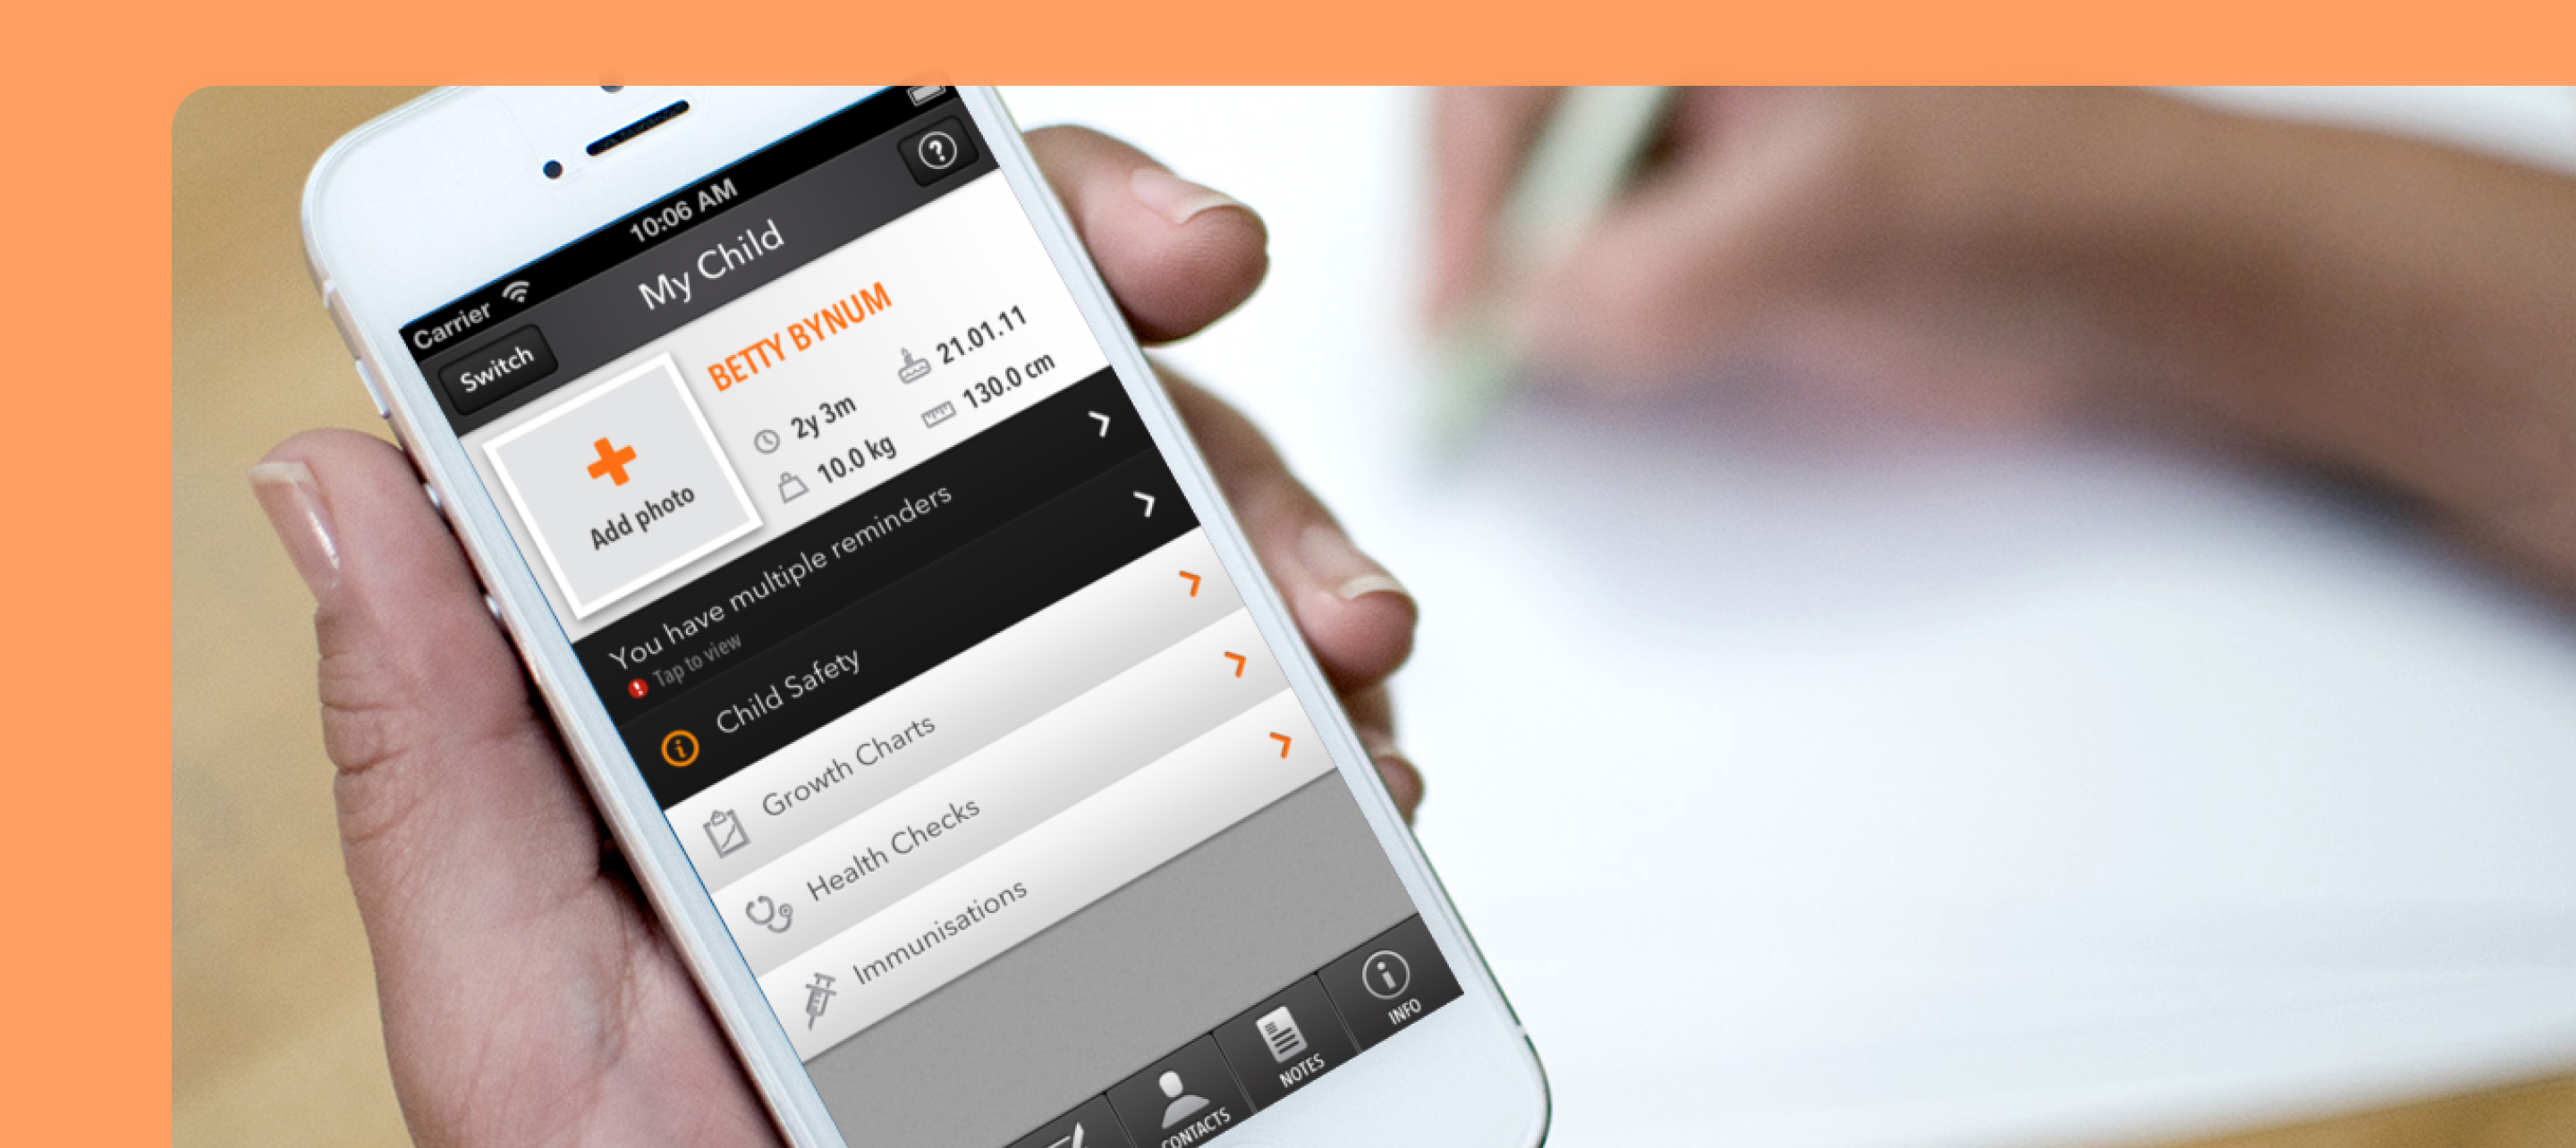 Carrier 10:06 AM
Switch
My Child
?
BETTY BYNUM
2y 3m
21.01.11
10.0 kg
130.0 cm
Add photo
You have multiple reminders
Tap to view
Child Safety
Growth Charts
Health Checks
Immunisations
CONTACTS
NOTES
INFO